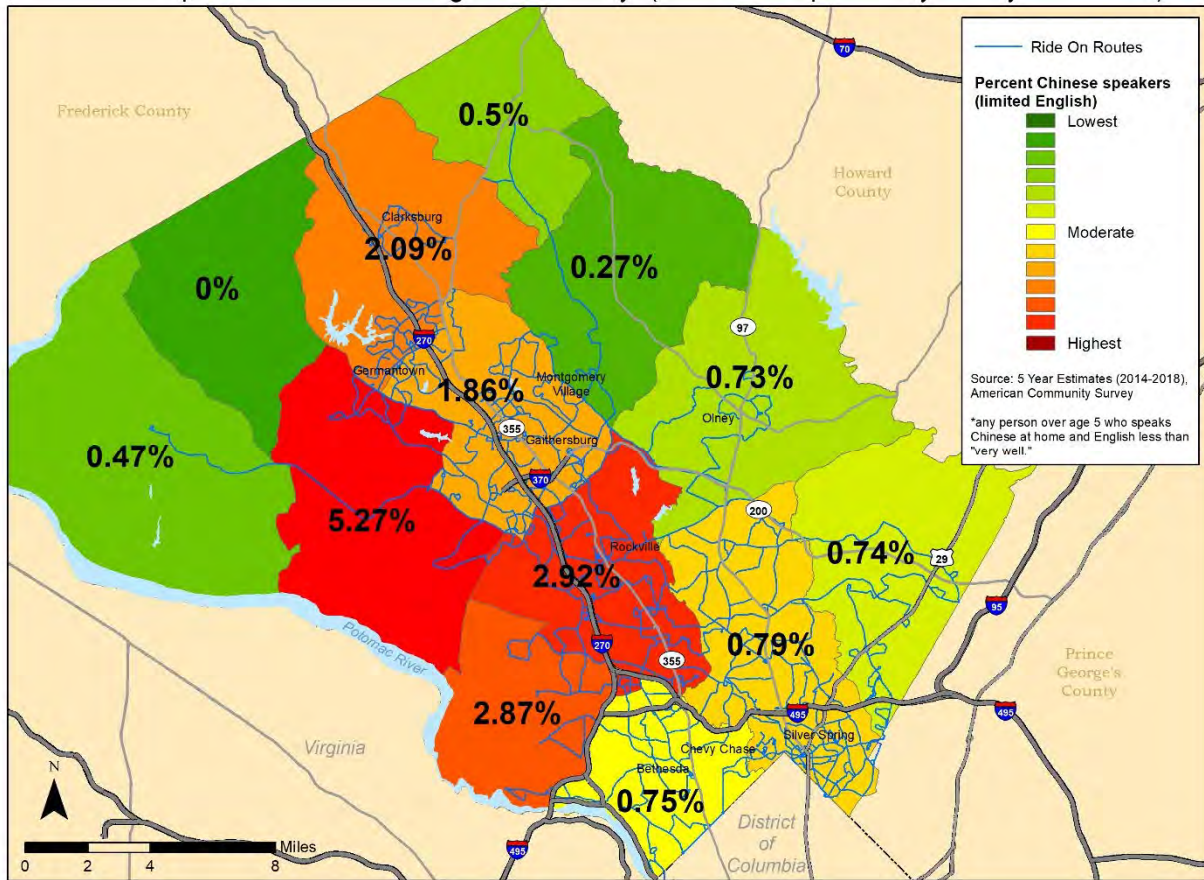 Frederick County
Howard
County
Prince
George's
County
Virginia
Potomac River
District
of
Columbia
0.5%
Clarksburg
2.09%
0%
0.27%
0.73%
Olney
Germantown
Montgomery
Village
1.86%
Gaithersburg
0.47%
5.27%
Rockville
2.92%
0.74%
0.79%
2.87%
Chevy Chase
Silver Spring
Bethesda
0.75%
70
97
270
355
370
200
29
95
270
355
495
495
495
N
Miles
0 2 4 8
Ride On Routes
Percent Chinese speakers
(limited English)
Lowest
Moderate
Highest
Source: 5 Year Estimates (2014-2018),
American Community Survey
*any person over age 5 who speaks
Chinese at home and English less than
"very well."